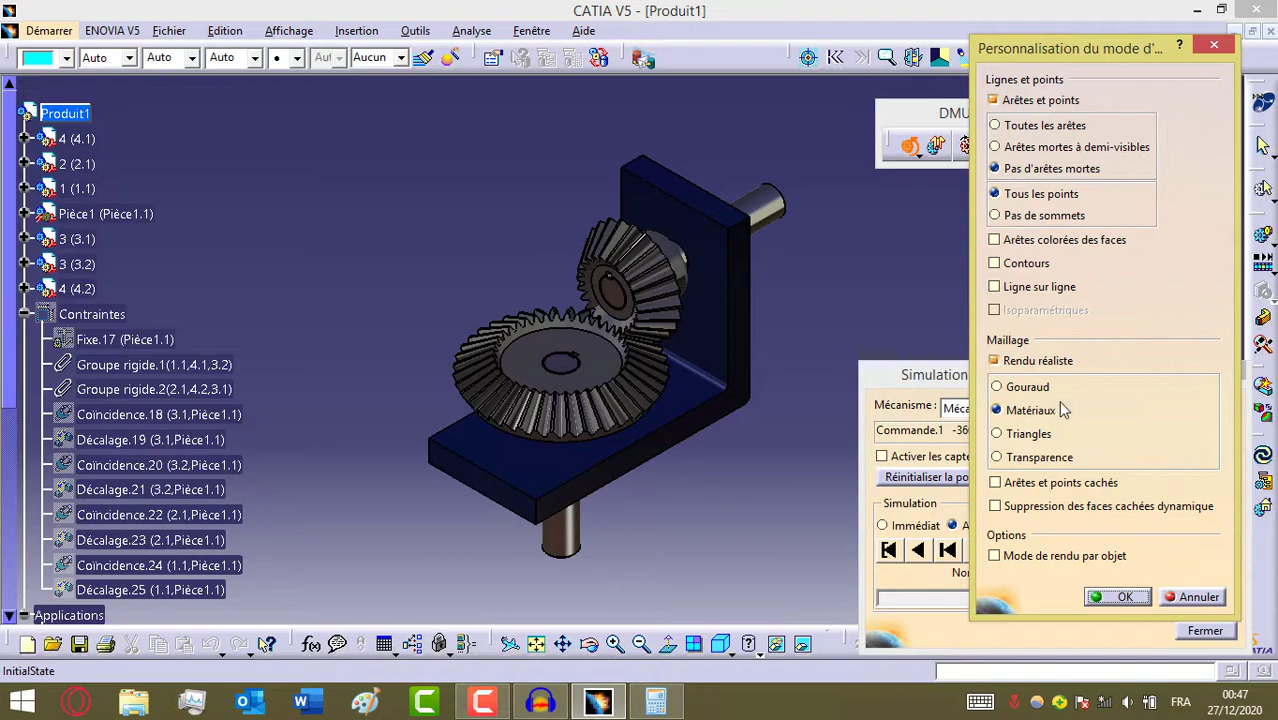 CATIA V5 - [Produit1]
Démarrer ENOVIA V5 Fichier Edition Affichage Insertion Outils Analyse Fenêtre Aide
Auto Auto Auto Aut Aucun
Produit1
4 (4.1)
2 (2.1)
1 (1.1)
Pièce1 (Pièce1.1)
3 (3.1)
3 (3.2)
4 (4.2)
Contraintes
Fixe.17 (Pièce1.1)
Groupe rigide.1(1.1,4.1,3.2)
Groupe rigide.2(2.1,4.2,3.1)
Coïncidence.18 (3.1,Pièce1.1)
Décalage.19 (3.1,Pièce1.1)
Coïncidence.20 (3.2,Pièce1.1)
Décalage.21 (3.2,Pièce1.1)
Coïncidence.22 (2.1,Pièce1.1)
Décalage.23 (2.1,Pièce1.1)
Coïncidence.24 (1.1,Pièce1.1)
Décalage.25 (1.1,Pièce1.1)
Applications
DMU
Simulation
Mécanisme : Méca
Commande.1 -36
Activer les capte
Réinitialiser la po
Simulation
Immédiat A
Nor
Fermer
Personnalisation du mode d'... ?
Lignes et points
Arêtes et points
Toutes les arêtes
Arêtes mortes à demi-visibles
Pas d'arêtes mortes
Tous les points
Pas de sommets
Arêtes colorées des faces
Contours
Ligne sur ligne
Isoparamétriques
Maillage
Rendu réaliste
Gouraud
Matériaux
Triangles
Transparence
Arêtes et points cachés
Suppression des faces cachées dynamique
Options
Mode de rendu par objet
OK Annuler
f(x)
CATIA
InitialState
FRA
00:47
27/12/2020